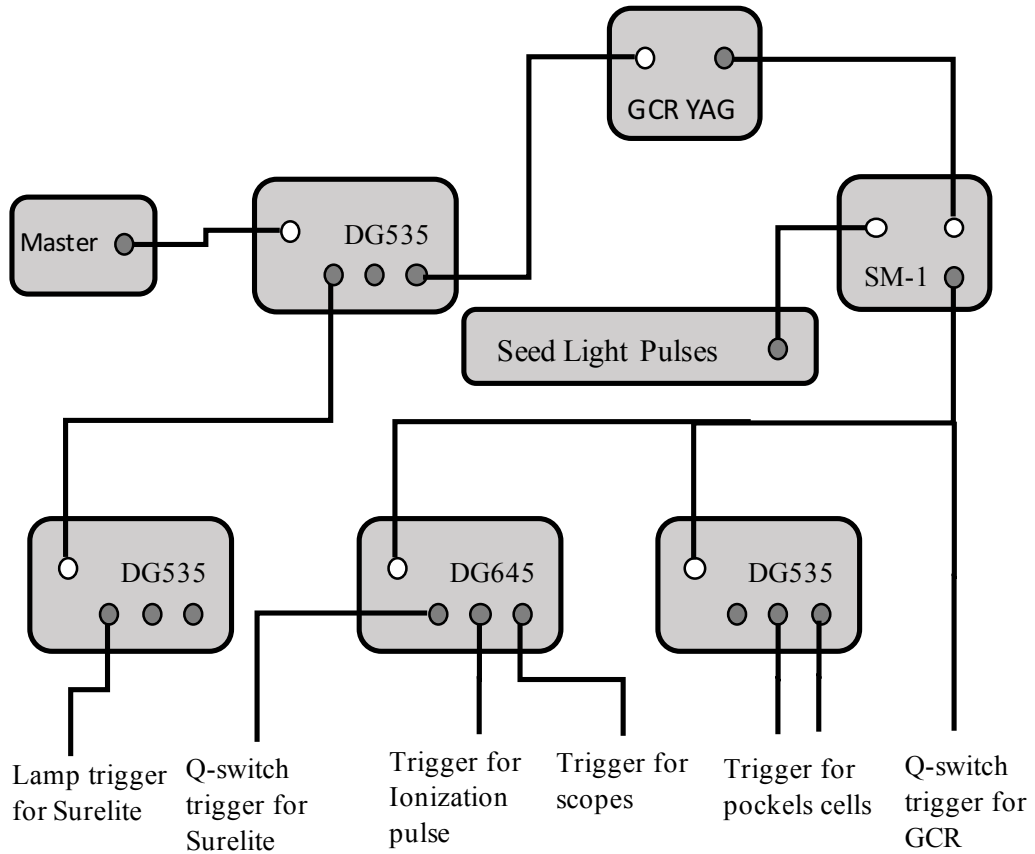 GCR YAG
Master
DG535
SM-1
Seed Light Pulses
DG535
DG645
DG535
Lamp trigger
for Surelite
Q-switch
trigger for
Surelite
Trigger for
Ionization
pulse
Trigger for
scopes
Trigger for
pockels cells
Q-switch
trigger for
GCR